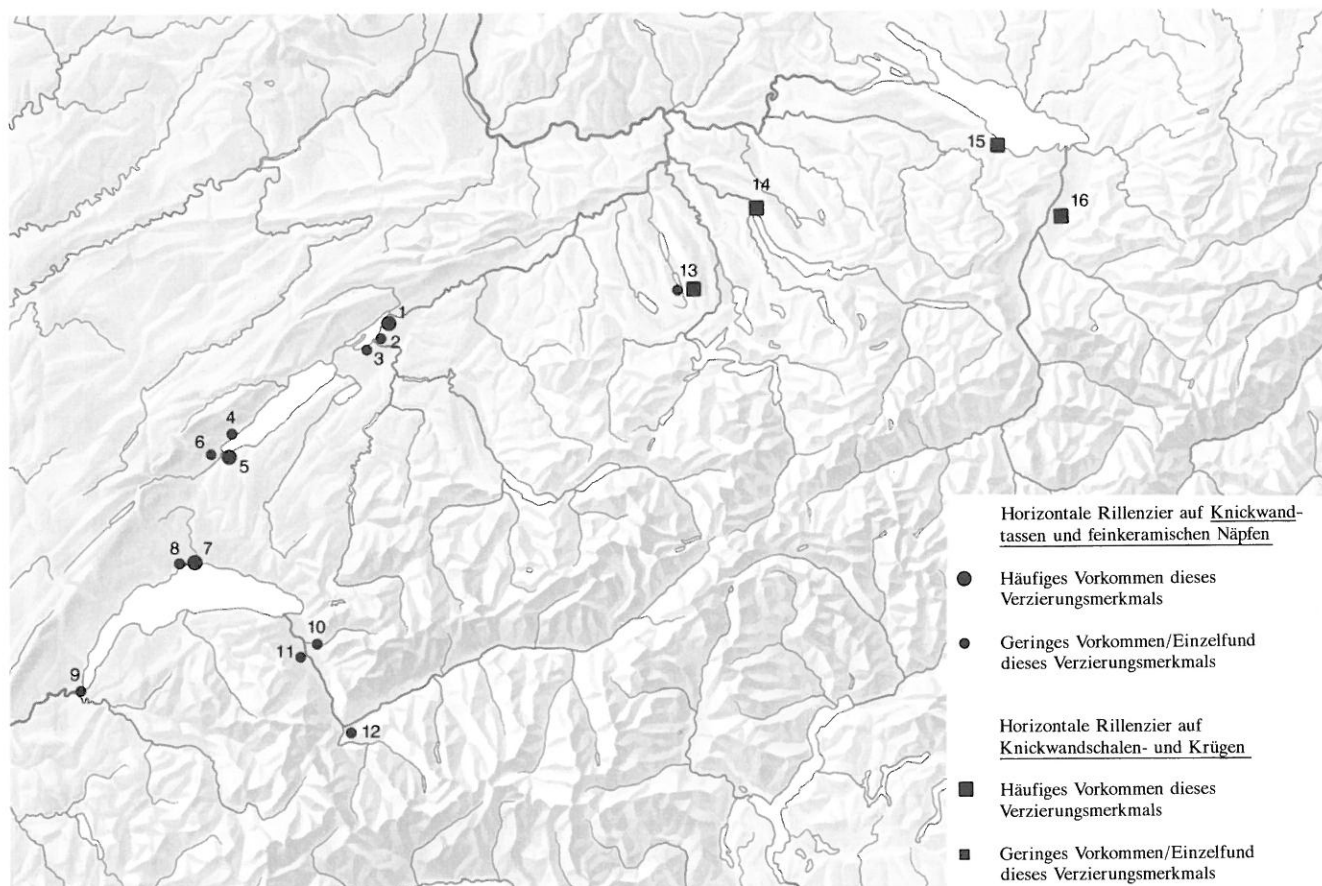 15
14
16
13
1
2
3
4
6
5
8
7
10
11
9
12
Horizontale Rillenzier auf Knickwand-
tassen und feinkeramischen Näpfen
Häufiges Vorkommen dieses
Verzierungsmerkmals
Geringes Vorkommen/Einzelfund
dieses Verzierungsmerkmals
Horizontale Rillenzier auf
Knickwandschalen- und Krügen
Häufiges Vorkommen dieses
Verzierungsmerkmals
Geringes Vorkommen/Einzelfund
dieses Verzierungsmerkmals